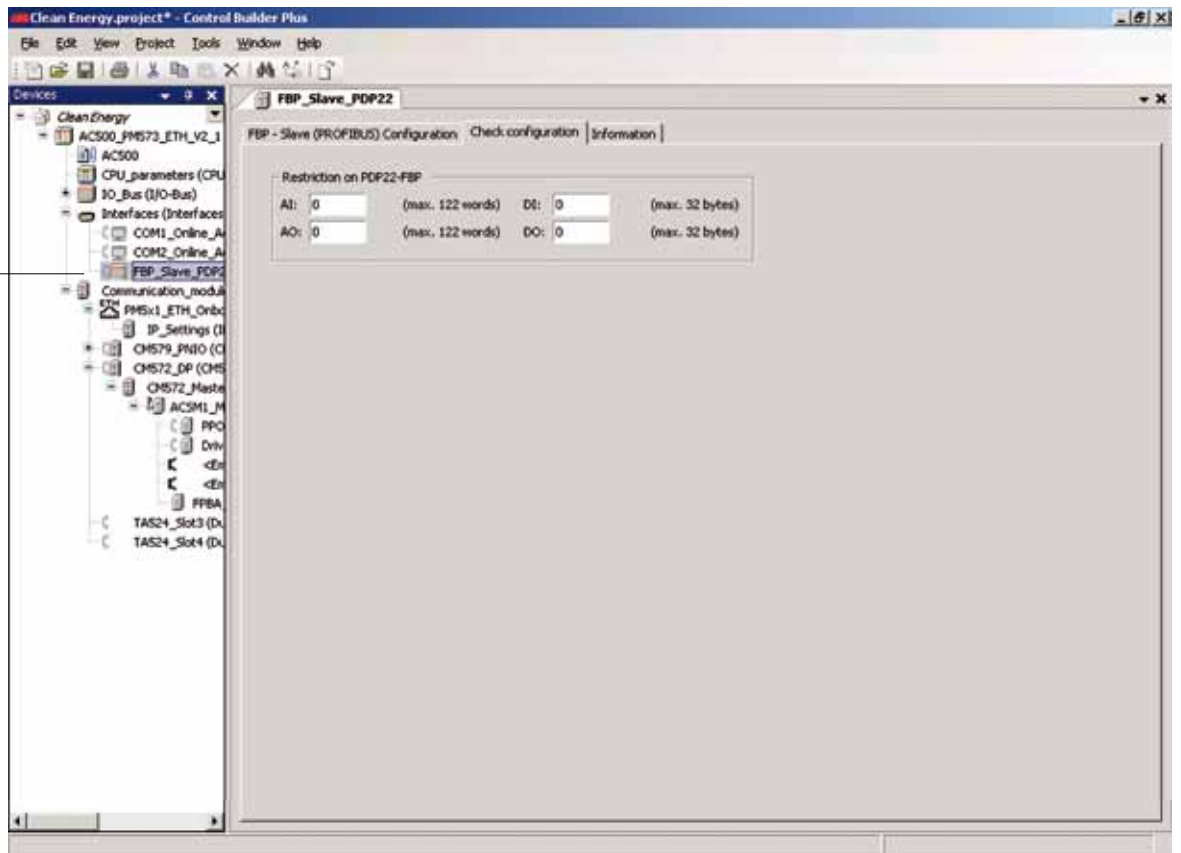 Clean Energy.project* - Control Builder Plus
File Edit View Project Tools Window Help
Devices
FBP_Slave_PDP22
Clean Energy
AC500_PM573_ETH_V2_1
AC500
CPU_parameters (CPU
IO_Bus (I/O-Bus)
Interfaces (Interfaces
COM1_Online_A
COM2_Online_A
FBP_Slave_PDP2
Communication_modul
ETH
PM5x1_ETH_Onbo
IP_Settings (I
CM579_PNIO (C
CM572_DP (CM5
CM572_Maste
ACSM1_M
PPO
Driv
<Em
<Em
FPBA
TA524_Slot3 (Du
TA524_Slot4 (Du
FBP - Slave (PROFIBUS) Configuration Check configuration Information
Restriction on PDP22-FBP
AI: 0 (max. 122 words) DI: 0 (max. 32 bytes)
AO: 0 (max. 122 words) DO: 0 (max. 32 bytes)